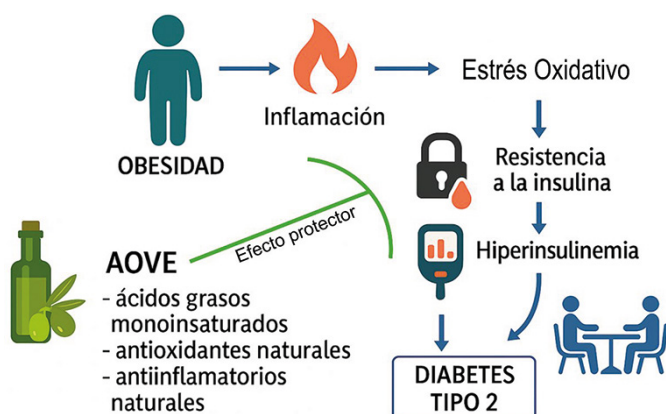 OBESIDAD
Inflamación
Estrés Oxidativo
Resistencia
a la insulina
Hiperinsulinemia
Efecto protector
AOVE
- ácidos grasos
monoinsaturados
- antioxidantes naturales
- antiinflamatorios
naturales
DIABETES
TIPO 2